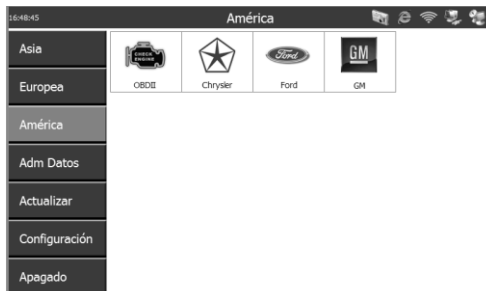 16:48:45
América
Asia
Europea
América
Adm Datos
Actualizar
Configuración
Apagado
CHECK
ENGINE
Ford
GM
OBDII
Chrysler
Ford
GM